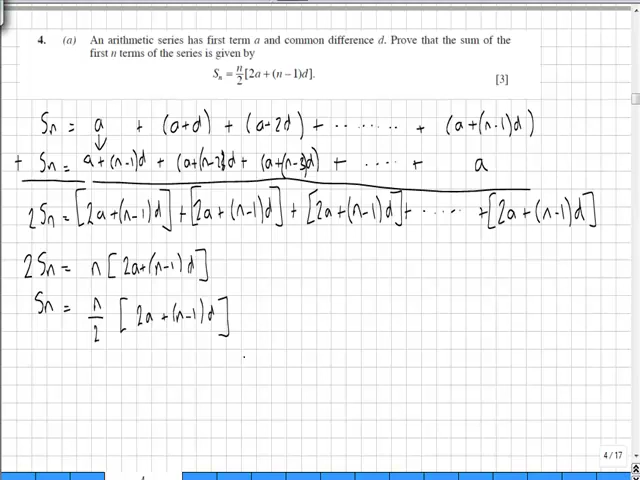 4. (a) An arithmetic series has first term a and common difference d. Prove that the sum of the
first n terms of the series is given by
Sₙ = n/2 [2a + (n − 1)d].
[3]
Sn = a + (a+d) + (a+2d) + ········ + (a+(n-1)d)
+ Sn = a+(n-1)d + (a+(n-2)d + (a+(n-3)d) + ····· + a
2Sn = [2a+(n-1)d] + [2a+(n-1)d] + [2a+(n-1)d] + ······ + [2a+(n-1)d]
2Sn = n [2a+(n-1)d]
Sn = n/2 [2a+(n-1)d]
4 / 17